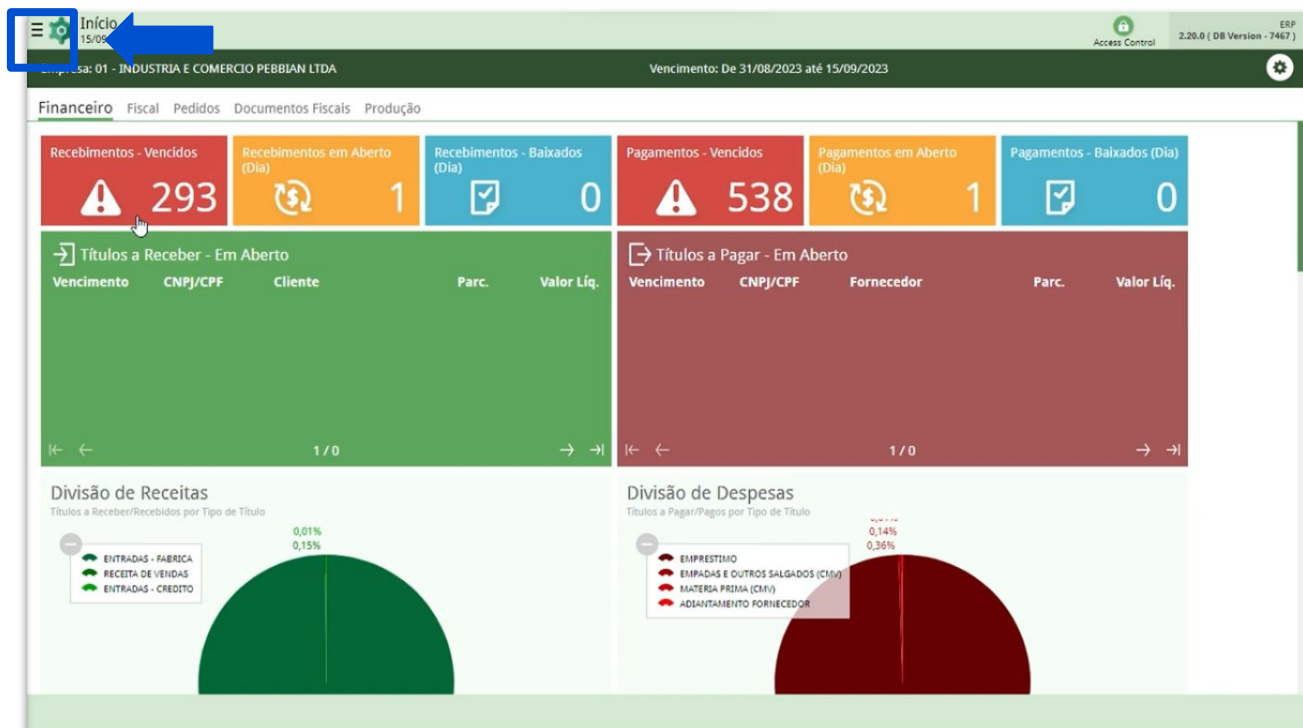 Início
15/09
Access Control
ERP
2.20.0 ( DB Version - 7467 )
Empresa: 01 - INDUSTRIA E COMERCIO PEBBIAN LTDA
Vencimento: De 31/08/2023 até 15/09/2023
Financeiro Fiscal Pedidos Documentos Fiscais Produção
Recebimentos - Vencidos
293
Recebimentos em Aberto
(Dia)
1
Recebimentos - Baixados
(Dia)
0
Pagamentos - Vencidos
538
Pagamentos em Aberto
(Dia)
1
Pagamentos - Baixados (Dia)
0
Títulos a Receber - Em Aberto
Vencimento CNPJ/CPF Cliente Parc. Valor Líq.
1 / 0
Títulos a Pagar - Em Aberto
Vencimento CNPJ/CPF Fornecedor Parc. Valor Líq.
1 / 0
Divisão de Receitas
Títulos a Receber/Recebidos por Tipo de Título
0,01%
0,15%
ENTRADAS - FABRICA
RECEITA DE VENDAS
ENTRADAS - CREDITO
Divisão de Despesas
Títulos a Pagar/Pagos por Tipo de Título
0,14%
0,36%
EMPRESTIMO
EMPADAS E OUTROS SALGADOS (CMV)
MATERIA PRIMA (CMV)
ADIANTAMENTO FORNECEDOR